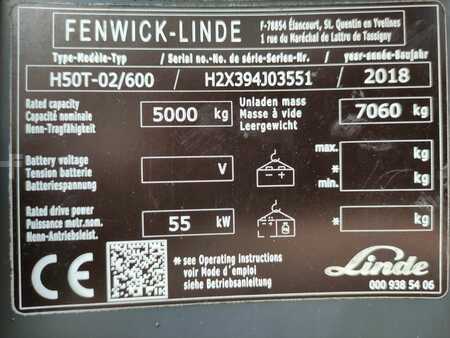 FENWICK-LINDE
F-78854 Élancourt, St. Quentin en Yvelines
1 rue du Maréchal de Lattre de Tassigny
Type-Modèle-Typ / Serial no.-No. de série-Serien-Nr. / year-année-Baujahr
H50T-02/600 / H2X394J03551 / 2018
Rated capacity
Capacité nominale
Nenn-Tragfähigkeit
5000 kg
Unladen mass
Masse à vide
Leergewicht
7060 kg
Battery voltage
Tension batterie
Batteriespannung
V
max. kg
*
min. kg
Rated drive power
Puissance motr.nom.
Nenn-Antriebsleist.
55 kW
* kg
CE
* see Operating instructions
voir Mode d'emploi
siehe Betriebsanleitung
Linde
000 938 54 06